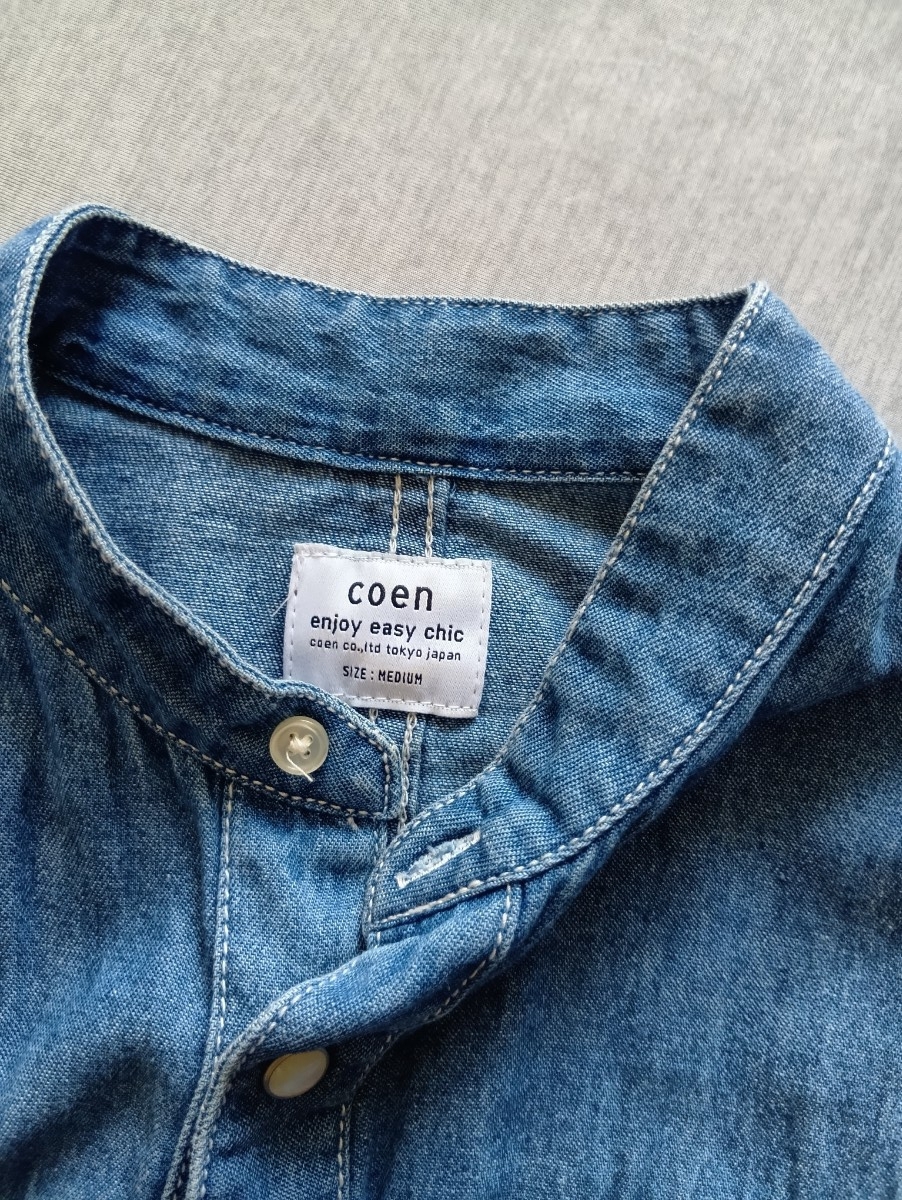 coen
enjoy easy chic
coen co.,ltd tokyo japan
SIZE : MEDIUM